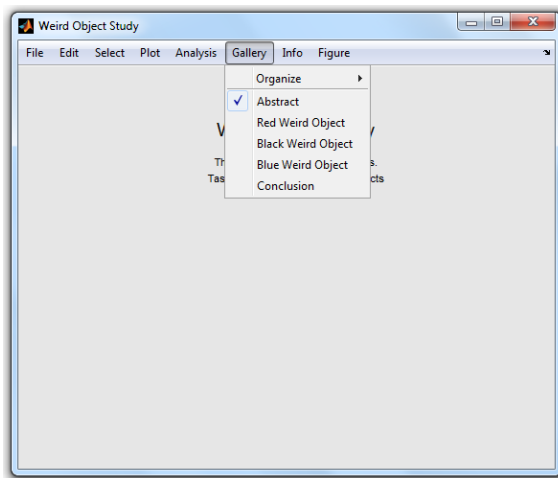 Weird Object Study
File Edit Select Plot Analysis Gallery Info Figure
Organize
Abstract
Red Weird Object
Black Weird Object
Blue Weird Object
Conclusion